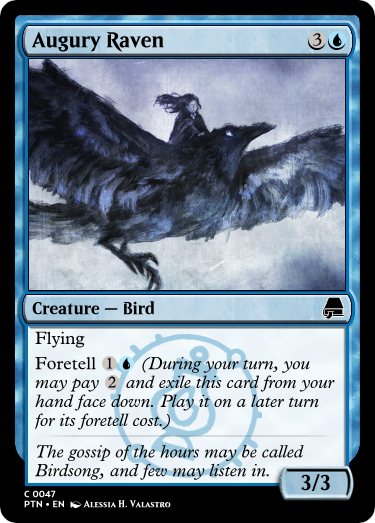 Augury Raven 3
Creature — Bird
Flying
Foretell 1 (During your turn, you
may pay 2 and exile this card from your
hand face down. Play it on a later turn
for its foretell cost.)
The gossip of the hours may be called
Birdsong, and few may listen in.
3/3
C 0047
PTN • EN Alessia H. Valastro